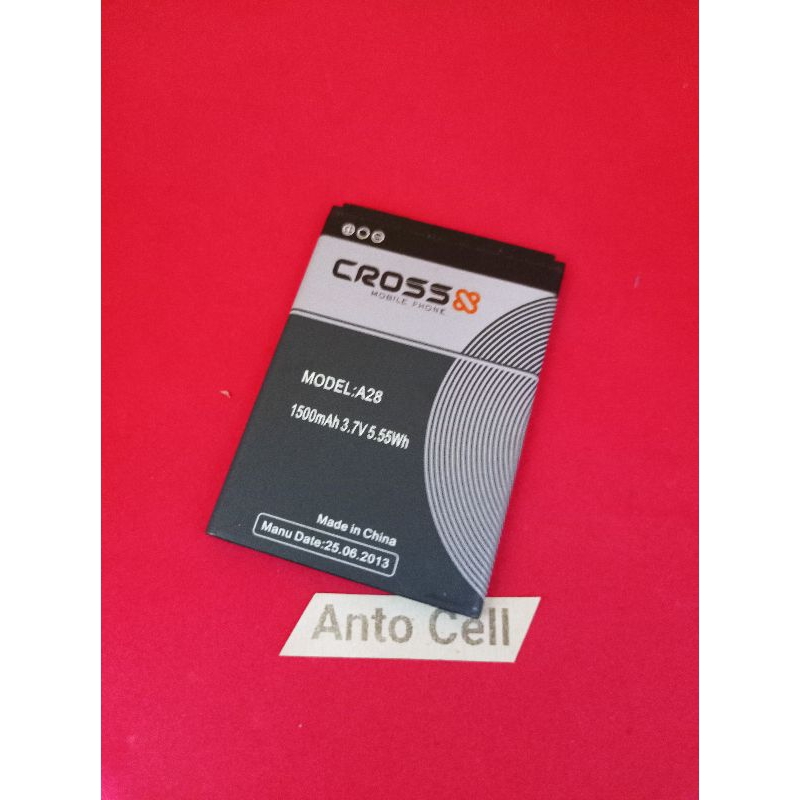 CROSS
MOBILE PHONE
MODEL:A28
1500mAh 3.7V 5.55Wh
Made in China
Manu Date:25.06.2013
Anto Cell